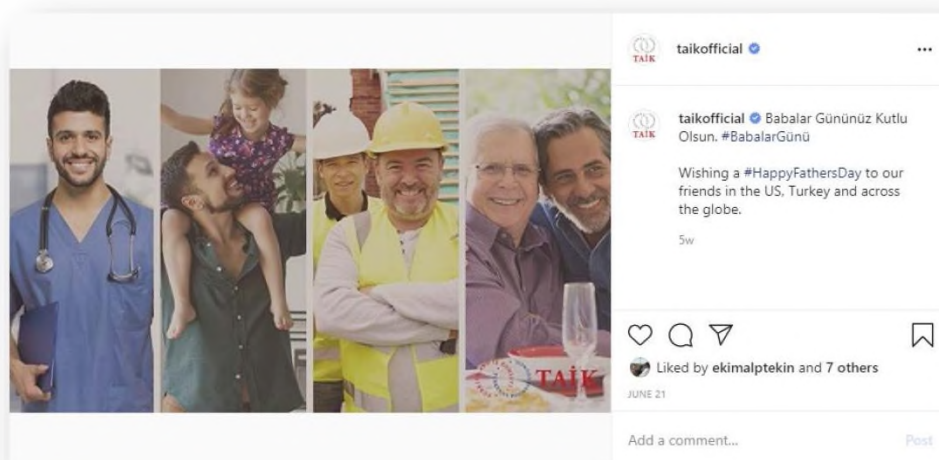 TAİK
taikofficial
•••
TAİK
taikofficial Babalar Gününüz Kutlu
Olsun. #BabalarGünü
Wishing a #HappyFathersDay to our
friends in the US, Turkey and across
the globe.
5w
TAİK
Liked by ekimalptekin and 7 others
JUNE 21
Add a comment...
Post